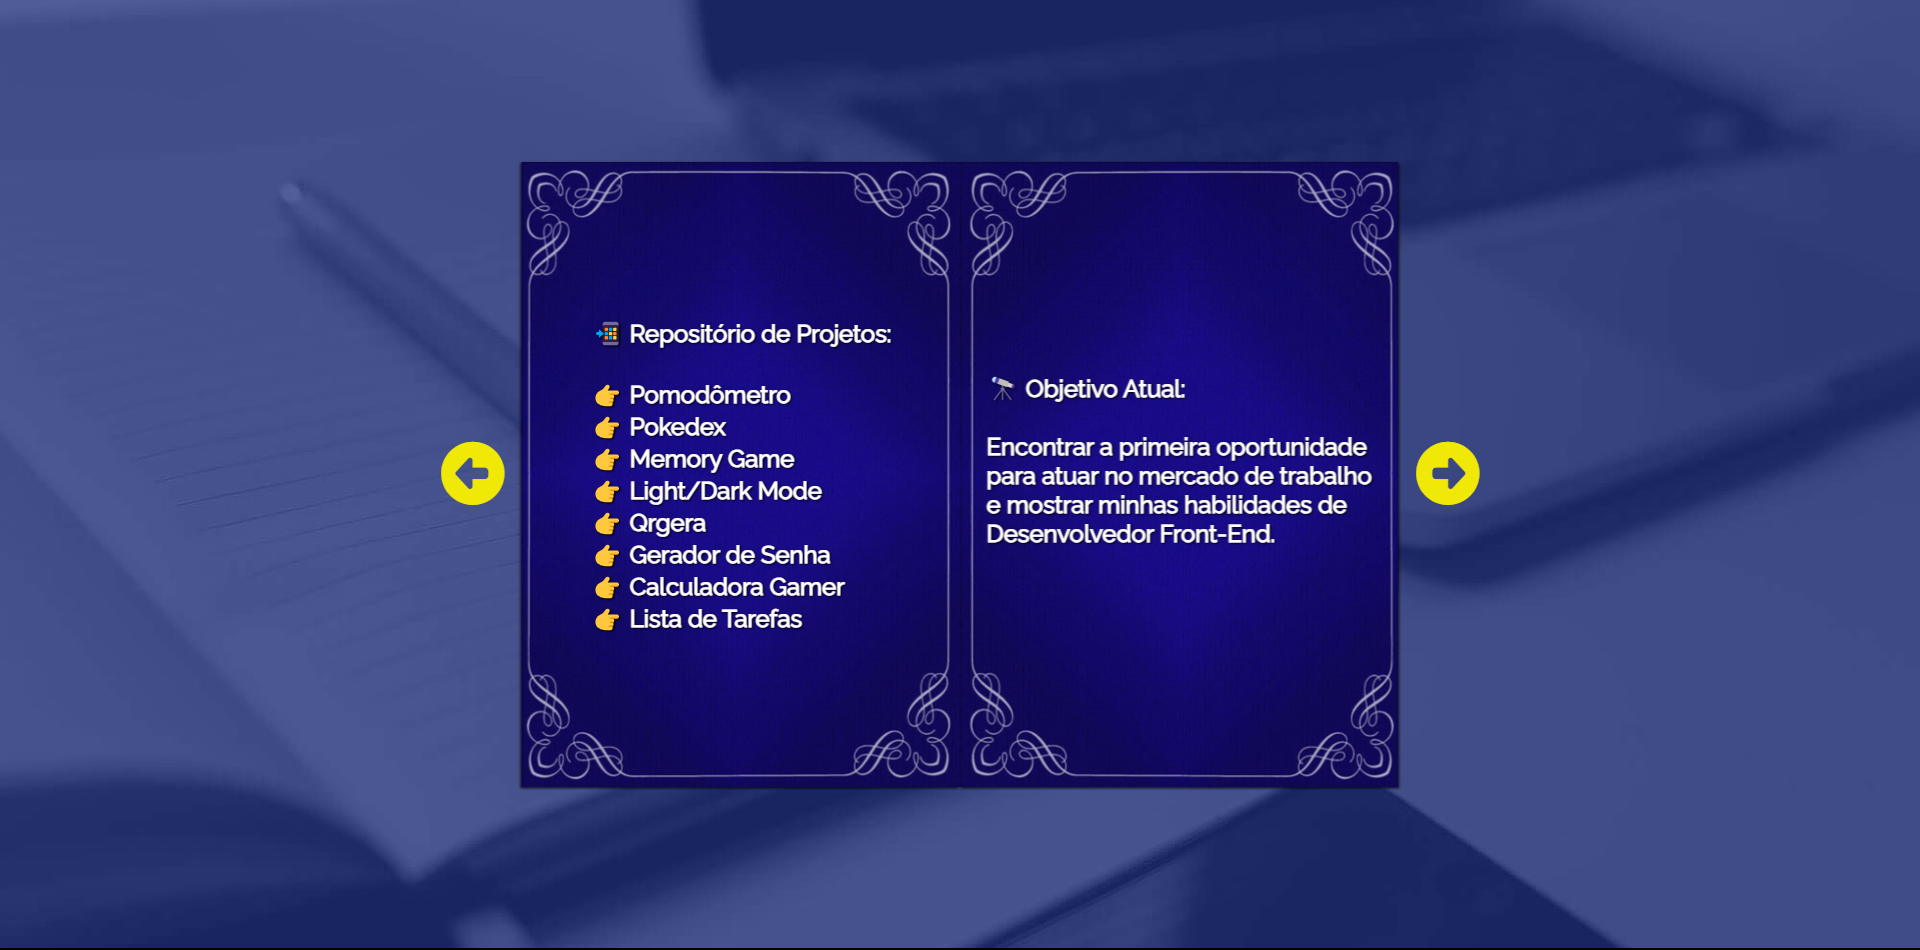 📲 Repositório de Projetos:
👉 Pomodômetro
👉 Pokedex
👉 Memory Game
👉 Light/Dark Mode
👉 Qrgera
👉 Gerador de Senha
👉 Calculadora Gamer
👉 Lista de Tarefas
🔭 Objetivo Atual:
Encontrar a primeira oportunidade
para atuar no mercado de trabalho
e mostrar minhas habilidades de
Desenvolvedor Front-End.